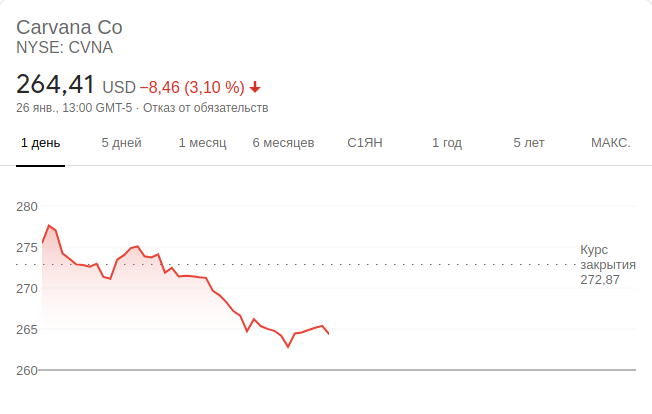 Carvana Co
NYSE: CVNA
264,41 USD −8,46 (3,10 %)
26 янв., 13:00 GMT-5 · Отказ от обязательств
1 день 5 дней 1 месяц 6 месяцев С1ЯН 1 год 5 лет МАКС.
280
275
270
265
260
Курс
закрытия
272,87